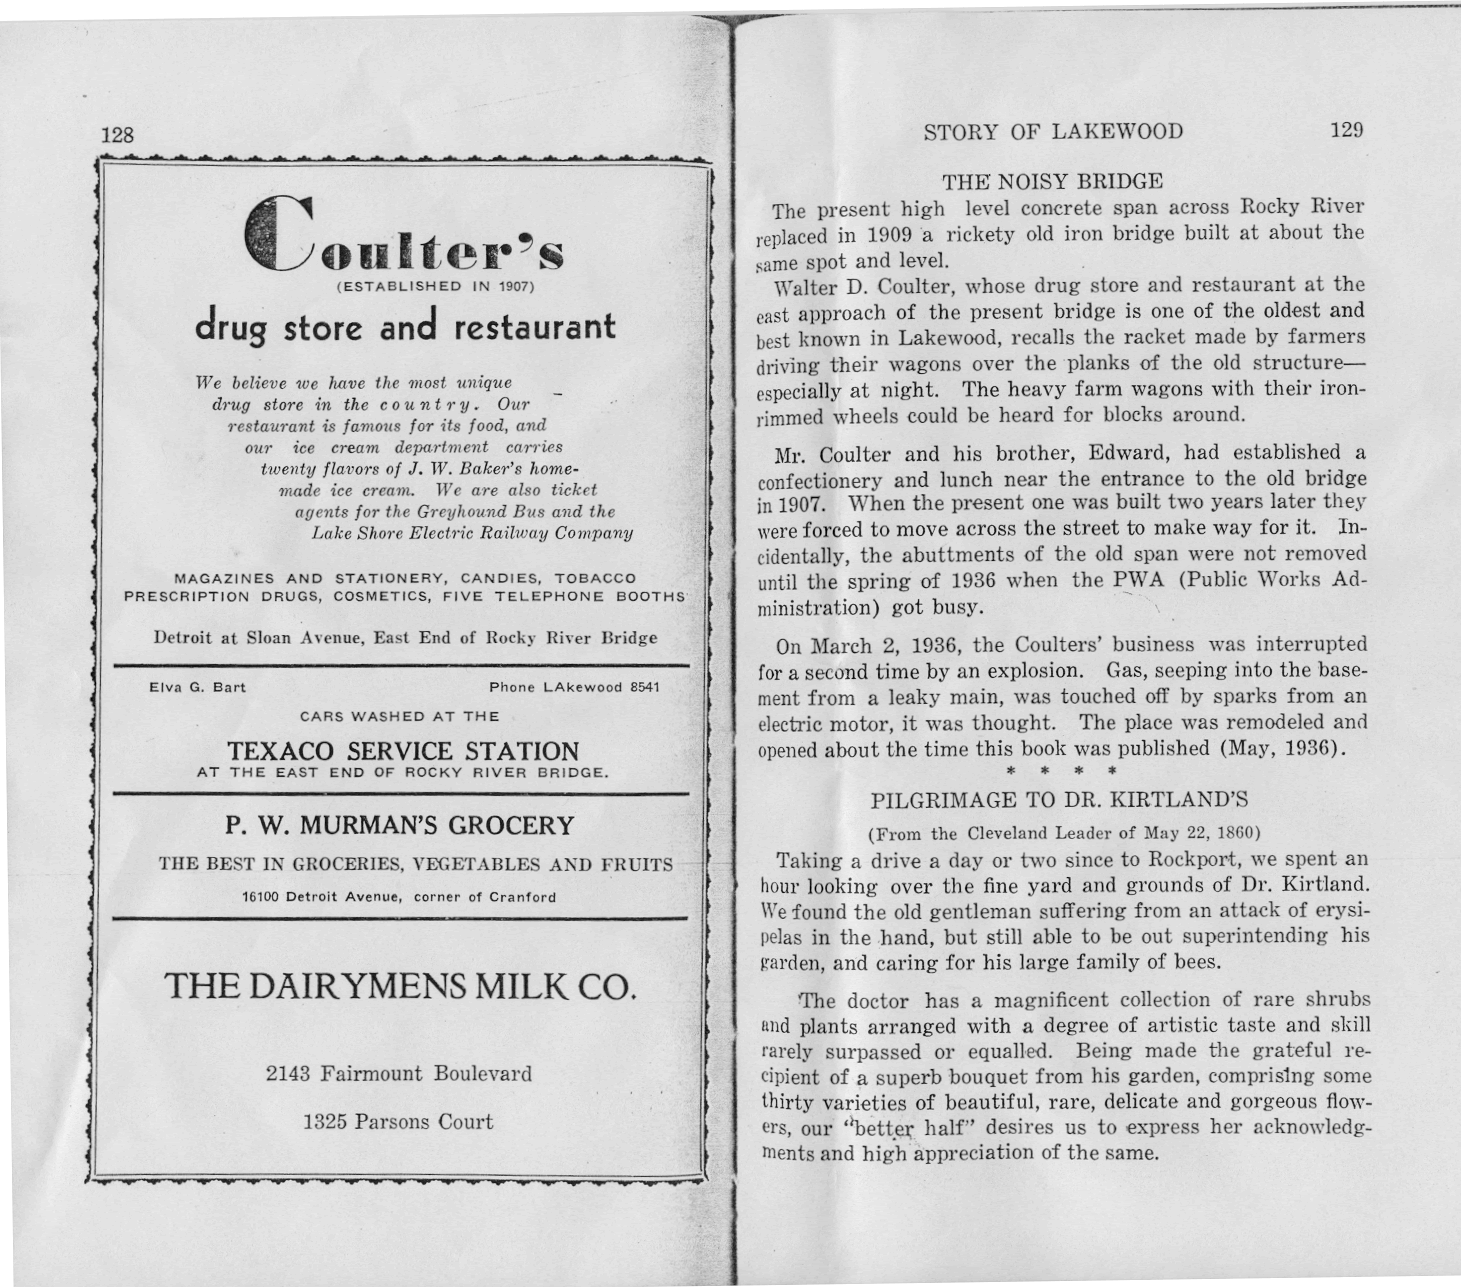 128
Coulter's
(ESTABLISHED IN 1907)
drug store and restaurant
We believe we have the most unique
drug store in the country. Our
restaurant is famous for its food, and
our ice cream department carries
twenty flavors of J. W. Baker's home-
made ice cream. We are also ticket
agents for the Greyhound Bus and the
Lake Shore Electric Railway Company
MAGAZINES AND STATIONERY, CANDIES, TOBACCO
PRESCRIPTION DRUGS, COSMETICS, FIVE TELEPHONE BOOTHS
Detroit at Sloan Avenue, East End of Rocky River Bridge
Elva G. Bart Phone LAkewood 8541
CARS WASHED AT THE
TEXACO SERVICE STATION
AT THE EAST END OF ROCKY RIVER BRIDGE.
P. W. MURMAN'S GROCERY
THE BEST IN GROCERIES, VEGETABLES AND FRUITS
16100 Detroit Avenue, corner of Cranford
THE DAIRYMENS MILK CO.
2143 Fairmount Boulevard
1325 Parsons Court
STORY OF LAKEWOOD 129
THE NOISY BRIDGE
The present high level concrete span across Rocky River
replaced in 1909 a rickety old iron bridge built at about the
same spot and level.
Walter D. Coulter, whose drug store and restaurant at the
east approach of the present bridge is one of the oldest and
best known in Lakewood, recalls the racket made by farmers
driving their wagons over the planks of the old structure—
especially at night. The heavy farm wagons with their iron-
rimmed wheels could be heard for blocks around.
Mr. Coulter and his brother, Edward, had established a
confectionery and lunch near the entrance to the old bridge
in 1907. When the present one was built two years later they
were forced to move across the street to make way for it. In-
cidentally, the abuttments of the old span were not removed
until the spring of 1936 when the PWA (Public Works Ad-
ministration) got busy.
On March 2, 1936, the Coulters' business was interrupted
for a second time by an explosion. Gas, seeping into the base-
ment from a leaky main, was touched off by sparks from an
electric motor, it was thought. The place was remodeled and
opened about the time this book was published (May, 1936).
* * * *
PILGRIMAGE TO DR. KIRTLAND'S
(From the Cleveland Leader of May 22, 1860)
Taking a drive a day or two since to Rockport, we spent an
hour looking over the fine yard and grounds of Dr. Kirtland.
We found the old gentleman suffering from an attack of erysi-
pelas in the hand, but still able to be out superintending his
garden, and caring for his large family of bees.
The doctor has a magnificent collection of rare shrubs
and plants arranged with a degree of artistic taste and skill
rarely surpassed or equalled. Being made the grateful re-
cipient of a superb bouquet from his garden, comprising some
thirty varieties of beautiful, rare, delicate and gorgeous flow-
ers, our "better half" desires us to express her acknowledg-
ments and high appreciation of the same.